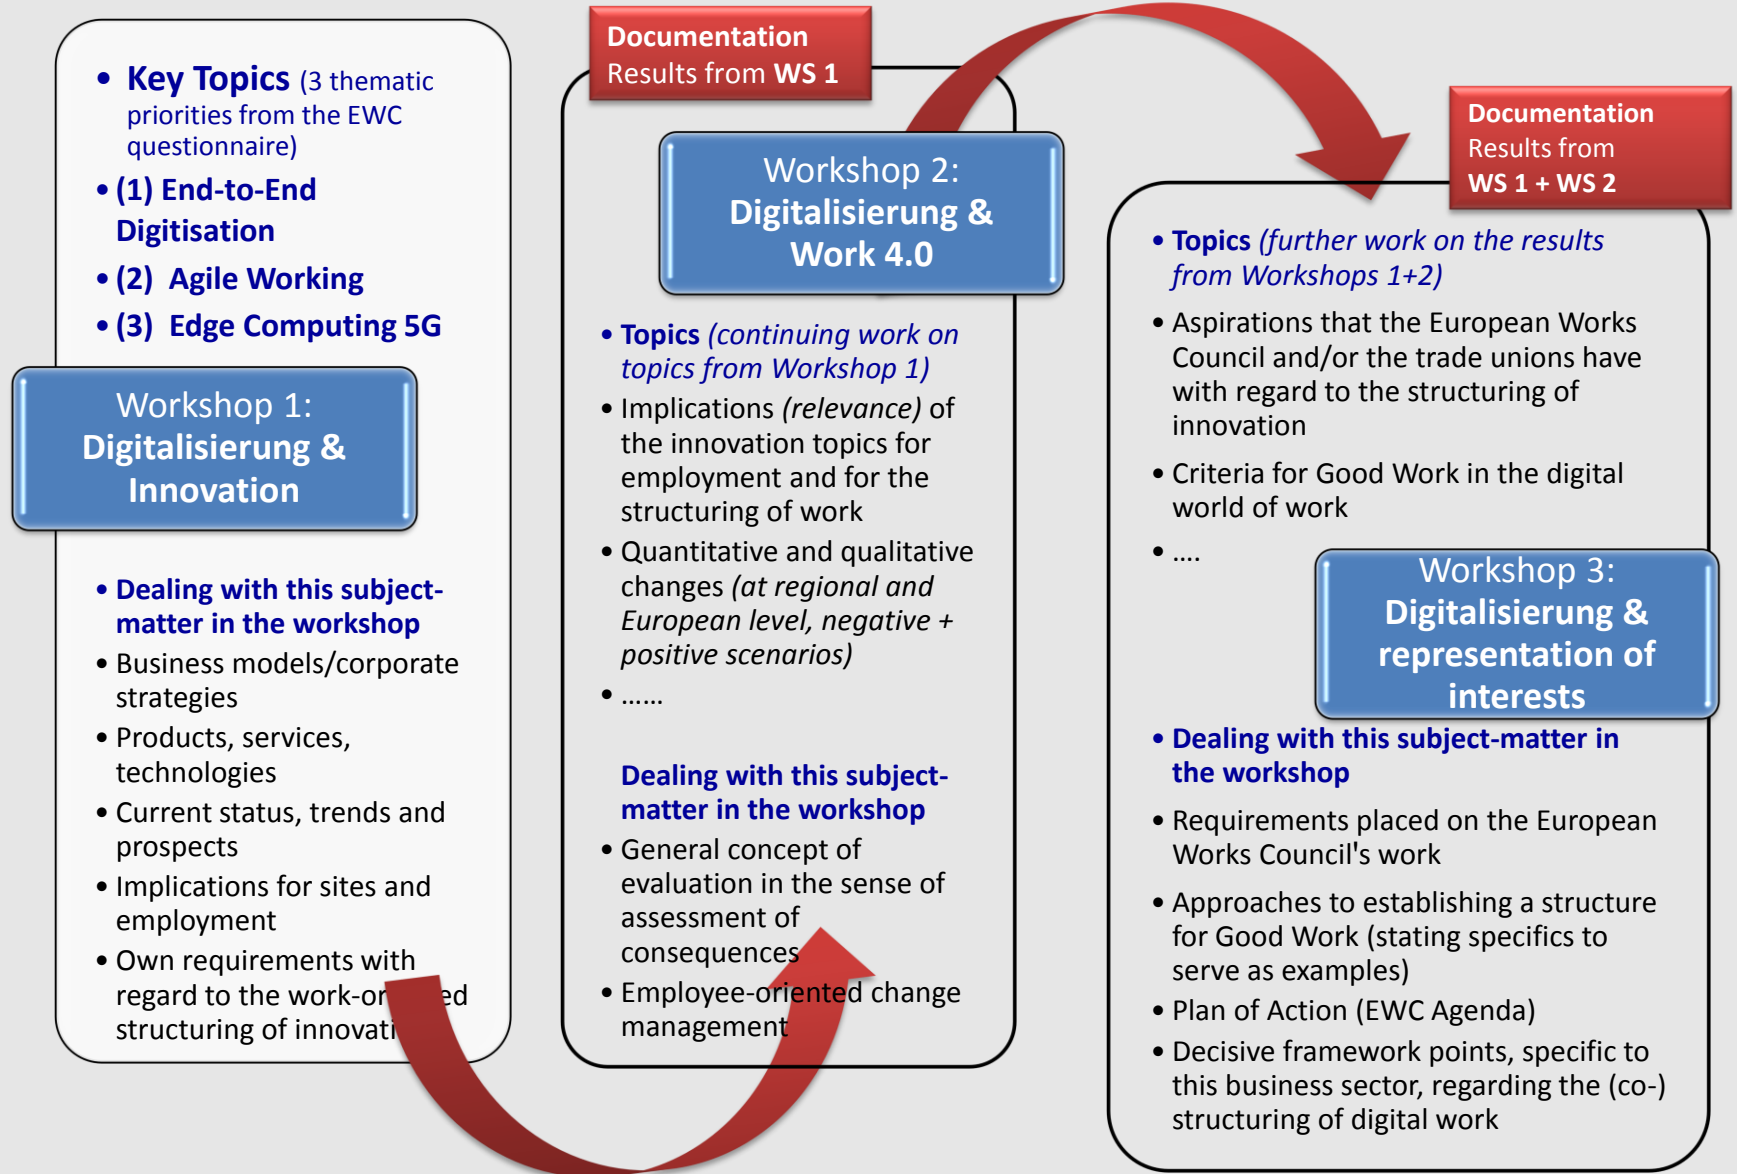 • Key Topics (3 thematic
priorities from the EWC
questionnaire)
• (1) End-to-End
Digitisation
• (2) Agile Working
• (3) Edge Computing 5G
Workshop 1:
Digitalisierung &
Innovation
• Dealing with this subject-
matter in the workshop
• Business models/corporate
strategies
• Products, services,
technologies
• Current status, trends and
prospects
• Implications for sites and
employment
• Own requirements with
regard to the
structuring of
Documentation
Results from WS 1
Workshop 2:
Digitalisierung &
Work 4.0
• Topics (continuing work on
topics from Workshop 1)
• Implications (relevance) of
the innovation topics for
employment and for the
structuring of work
• Quantitative and qualitative
changes (at regional and
European level, negative +
positive scenarios)
• ......
Dealing with this subject-
matter in the workshop
• General concept of
evaluation in the sense of
assessment of
consequences
• Employee-oriented change
management
Documentation
Results from
WS 1 + WS 2
• Topics (further work on the results
from Workshops 1+2)
• Aspirations that the European Works
Council and/or the trade unions have
with regard to the structuring of
innovation
• Criteria for Good Work in the digital
world of work
• ....
Workshop 3:
Digitalisierung &
representation of
interests
• Dealing with this subject-matter in
the workshop
• Requirements placed on the European
Works Council's work
• Approaches to establishing a structure
for Good Work (stating specifics to
serve as examples)
• Plan of Action (EWC Agenda)
• Decisive framework points, specific to
this business sector, regarding the (co-)
structuring of digital work